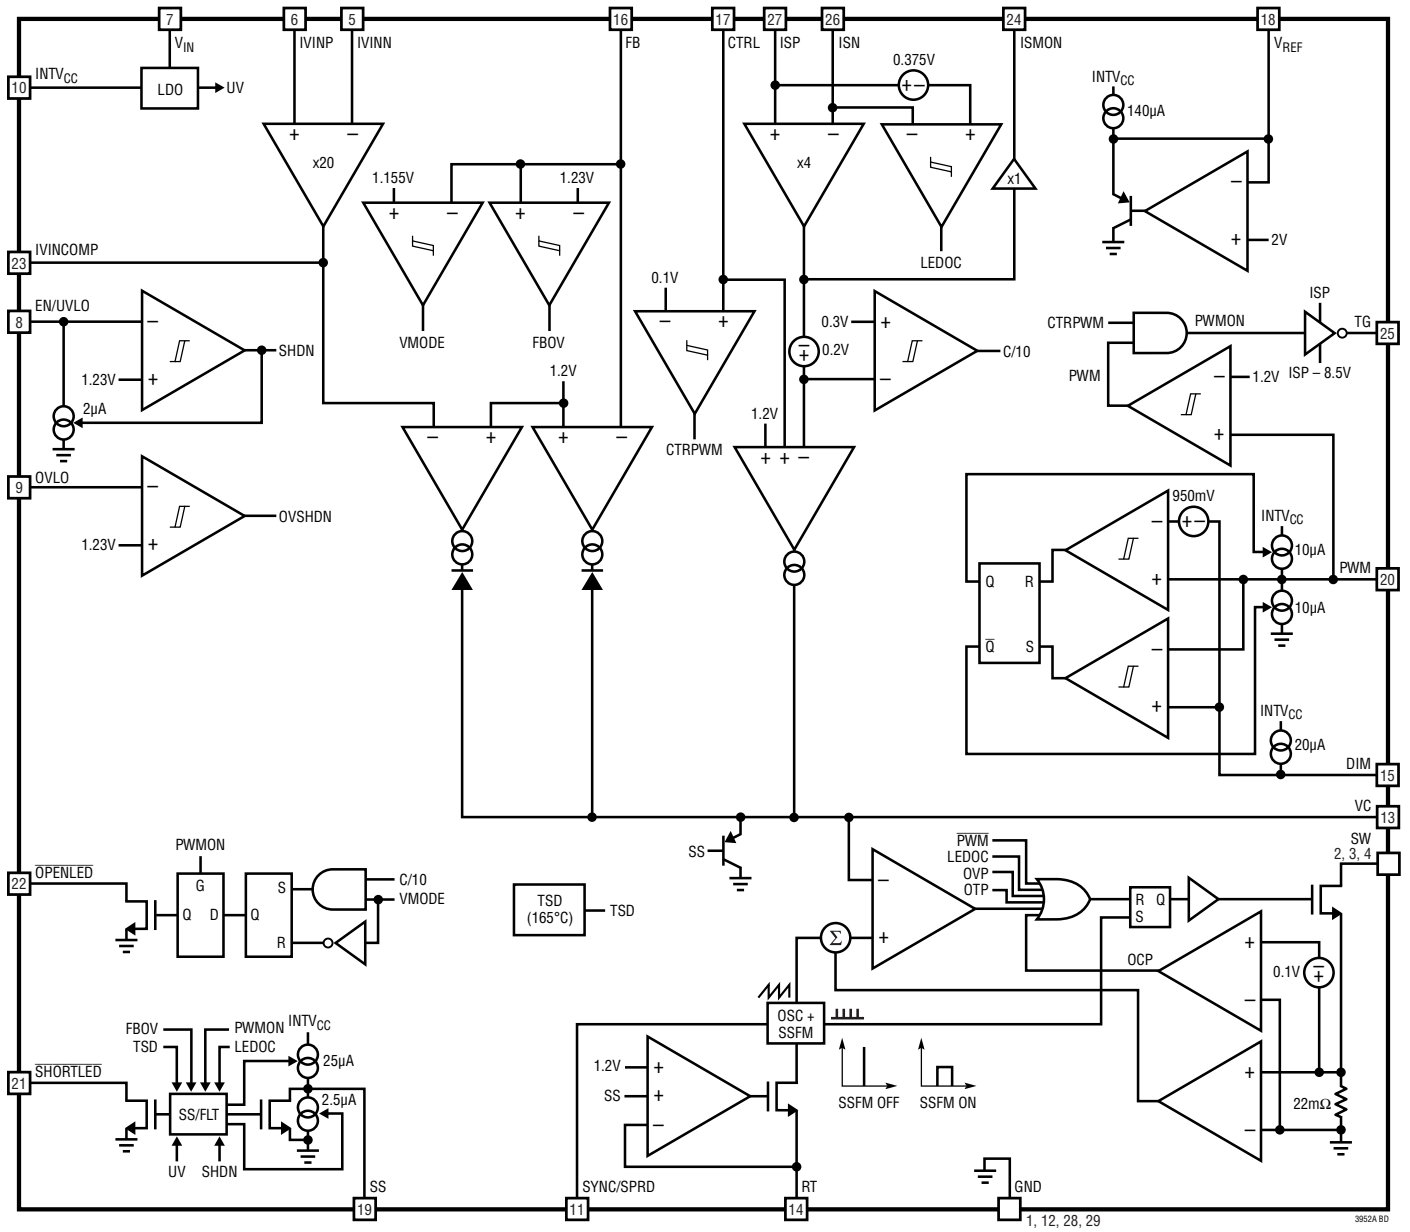 7
6
5
16
17
27
26
24
18
VIN
IVINP
IVINN
FB
CTRL
ISP
ISN
ISMON
VREF
10
INTVCC
LDO
UV
0.375V
+ −
INTVCC
140µA
+ −
x20
+ −
x4
− +
x1
−
+
2V
1.155V
1.23V
+ −
+ −
LEDOC
VMODE
FBOV
23
IVINCOMP
8
EN/UVLO
−
+
1.23V
SHDN
2µA
0.1V
− +
CTRPWM
0.3V
+
−
C/10
−
+
0.2V
CTRPWM
PWMON
ISP
ISP – 8.5V
TG
25
PWM
−
1.2V
+
1.2V
− +
+ −
1.2V
+ + −
9
OVLO
−
+
1.23V
OVSHDN
950mV
−
+ −
+
INTVCC
10µA
PWM
20
10µA
Q
R
Q̅
S
−
+
INTVCC
20µA
DIM
15
VC
13
SS
SW
2, 3, 4
P̅W̅M̅
LEDOC
OVP
OTP
−
+
Σ
R Q
S
OCP
+
−
0.1V
−
+
+
−
22mΩ
22
O̅P̅E̅N̅L̅E̅D̅
PWMON
G
Q D
S
Q
R
C/10
VMODE
TSD
(165°C)
TSD
OSC +
SSFM
SSFM OFF
SSFM ON
1.2V
+
SS
+
−
21
S̅H̅O̅R̅T̅L̅E̅D̅
FBOV
TSD
PWMON
LEDOC
INTVCC
25µA
2.5µA
SS/FLT
UV
SHDN
SS
19
SYNC/SPRD
11
RT
14
GND
1, 12, 28, 29
3952A BD